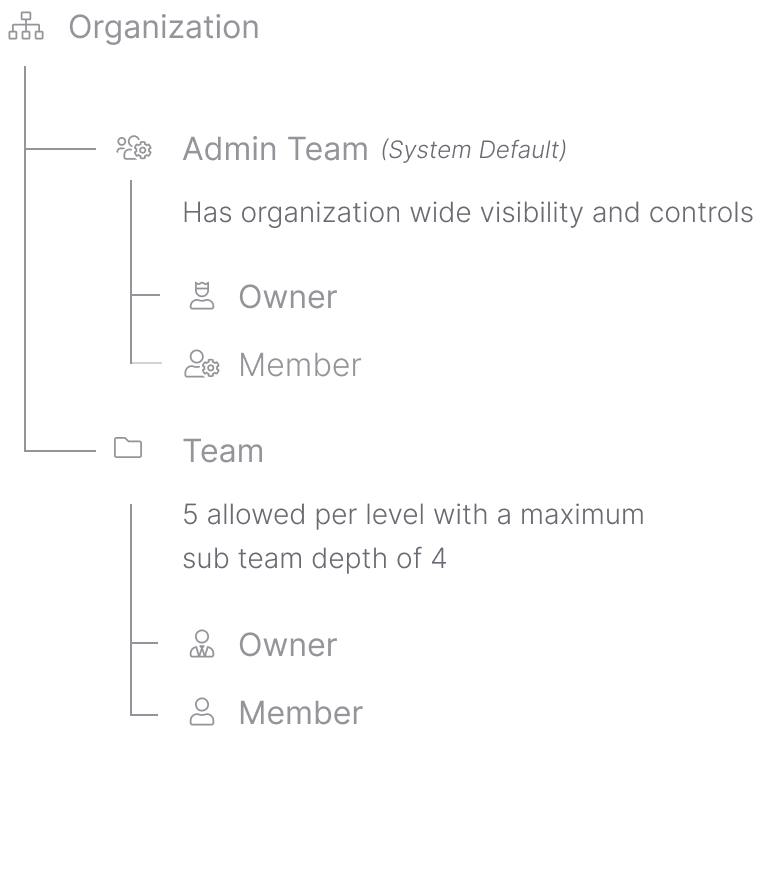 Organization
Admin Team (System Default)
Has organization wide visibility and controls
Owner
Member
Team
5 allowed per level with a maximum
sub team depth of 4
Owner
Member